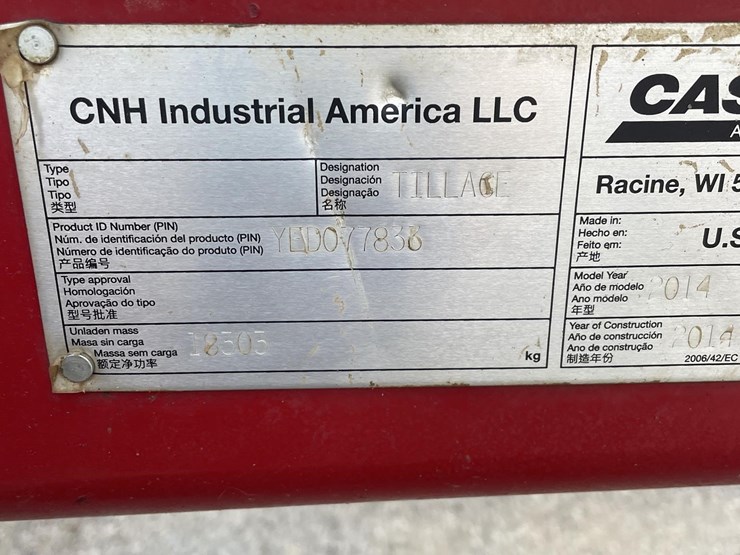 CNH Industrial America LLC
Type
Tipo
Tipo
类型
Designation
Designación
Designação
名称
TILLAGE
Product ID Number (PIN)
Núm. de identificación del producto (PIN)
Número de identificação do produto (PIN)
产品编号
Type approval
Homologación
Aprovação do tipo
型号批准
Unladen mass
Masa sin carga
Massa sem carga
额定净功率
kg
CAS
A
Racine, WI 5
Made in:
Hecho en:
Feito em:
产地
U.S
Model Year
Año de modelo
Ano modelo
年型
2014
Year of Construction
Año de construcción
Ano de construção
制造年份
2014
2006/42/EC